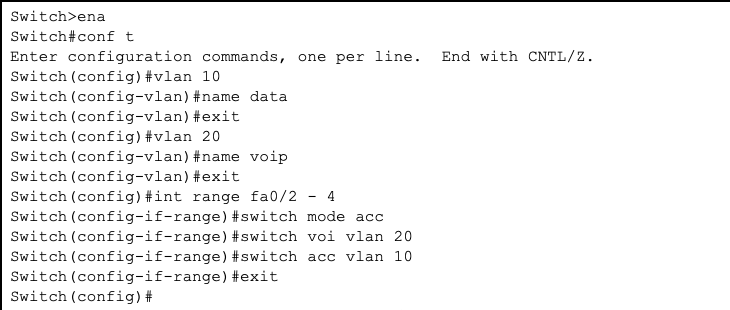 Switch>ena
Switch#conf t
Enter configuration commands, one per line.  End with CNTL/Z.
Switch(config)#vlan 10
Switch(config-vlan)#name data
Switch(config-vlan)#exit
Switch(config)#vlan 20
Switch(config-vlan)#name voip
Switch(config-vlan)#exit
Switch(config)#int range fa0/2 - 4
Switch(config-if-range)#switch mode acc
Switch(config-if-range)#switch voi vlan 20
Switch(config-if-range)#switch acc vlan 10
Switch(config-if-range)#exit
Switch(config)#